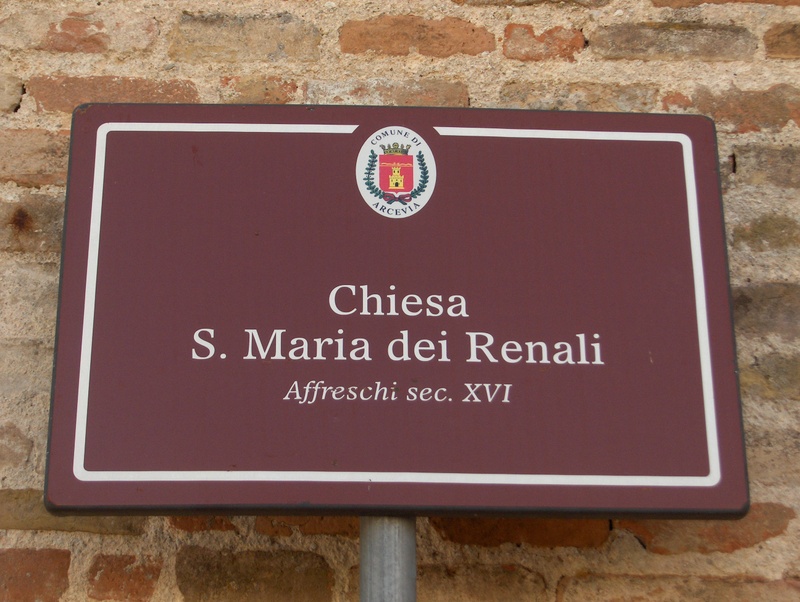 COMUNE DI
ARCEVIA
Chiesa
S. Maria dei Renali
Affreschi sec. XVI